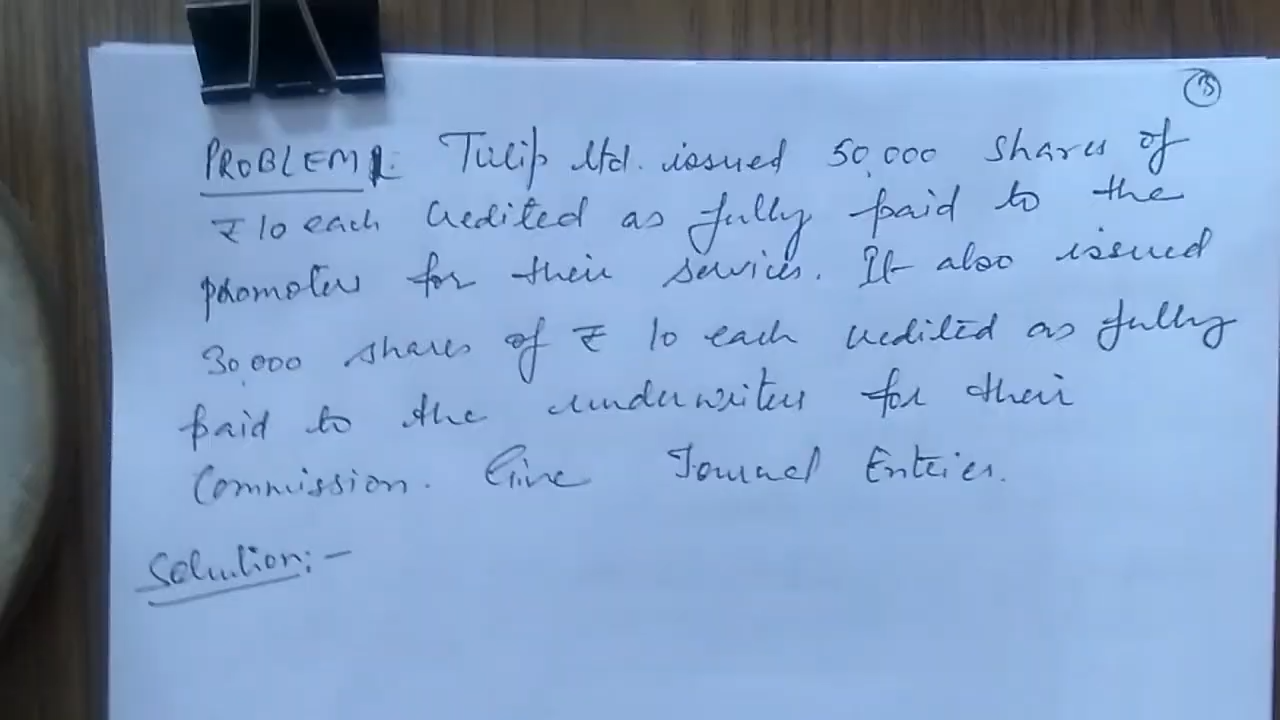 15
PROBLEM 1. Tulip Ltd. issued 50,000 shares of
₹ 10 each credited as fully paid to the
promoters for their services. It also issued
30,000 shares of ₹ 10 each credited as fully
paid to the underwriters for their
Commission. Give Journal Entries.
Solution:-